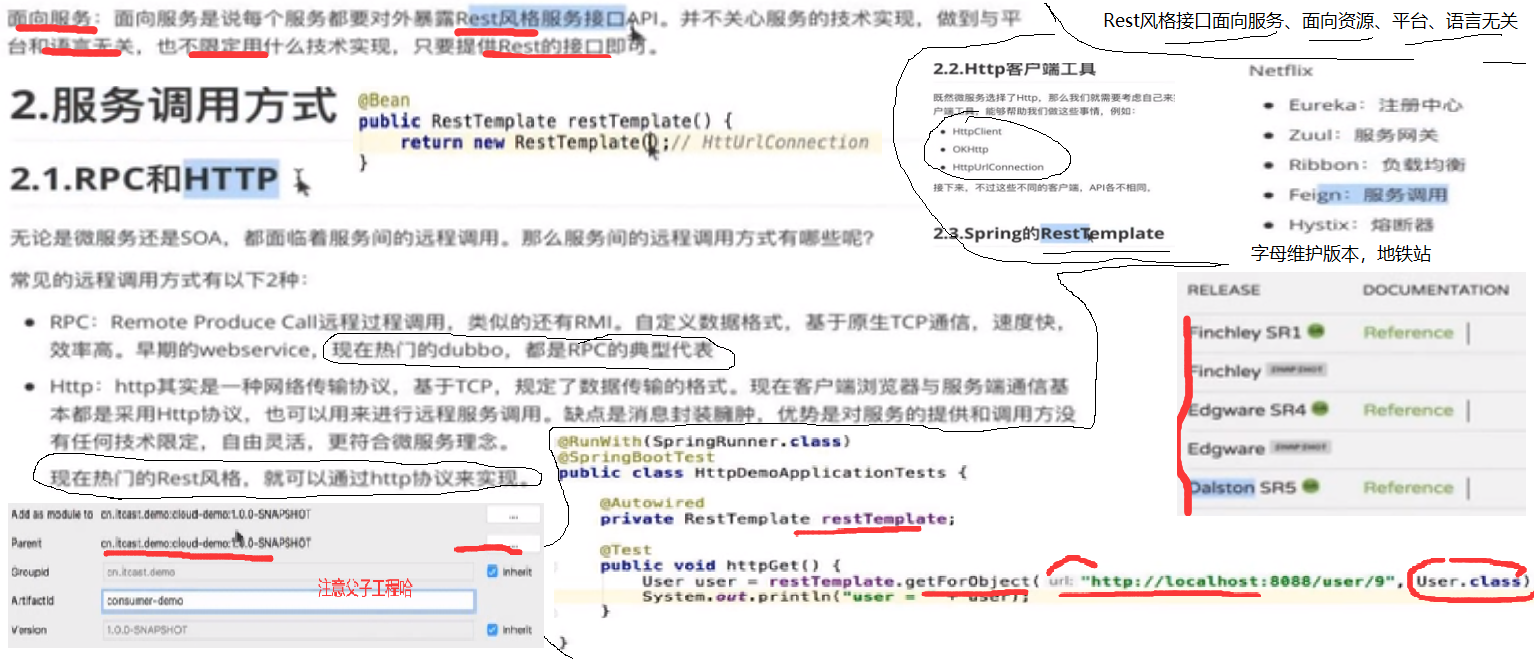 面向服务：面向服务是说每个服务都要对外暴露Rest风格服务接口API。并不关心服务的技术实现，做到与平
台和语言无关，也不限定用什么技术实现，只要提供Rest的接口即可。
Rest风格接口面向服务、面向资源、平台、语言无关
2.服务调用方式
@Bean
public RestTemplate restTemplate() {
return new RestTemplate();// HttUrlConnection
}
2.1.RPC和HTTP
无论是微服务还是SOA，都面临着服务间的远程调用。那么服务间的远程调用方式有哪些呢？
常见的远程调用方式有以下2种：
● RPC：Remote Produce Call远程过程调用，类似的还有RMI。自定义数据格式，基于原生TCP通信，速度快，
效率高。早期的webservice，现在热门的dubbo，都是RPC的典型代表
● Http：http其实是一种网络传输协议，基于TCP，规定了数据传输的格式。现在客户端浏览器与服务端通信基
本都是采用Http协议，也可以用来进行远程服务调用。缺点是消息封装臃肿，优势是对服务的提供和调用方没
有任何技术限定，自由灵活，更符合微服务理念。
现在热门的Rest风格，就可以通过http协议来实现。
2.2.Http客户端工具
既然微服务选择了Http，那么我们就需要考虑自己来
户端工具，能够帮助我们做这些事情，例如：
● HttpClient
● OKHttp
● HttpUrlConnection
接下来，不过这些不同的客户端，API各不相同，
2.3.Spring的RestTemplate
Netflix
● Eureka：注册中心
● Zuul：服务网关
● Ribbon：负载均衡
● Feign：服务调用
● Hystix：熔断器
字母维护版本，地铁站
RELEASE DOCUMENTATION
Finchley SR1 Reference |
Finchley SNAPSHOT
Edgware SR4 Reference |
Edgware SNAPSHOT
Dalston SR5 Reference |
Add as module to cn.itcast.demo:cloud-demo:1.0.0-SNAPSHOT ...
Parent cn.itcast.demo:cloud-demo:1.0.0-SNAPSHOT ...
GroupId cn.itcast.demo Inherit
注意父子工程哈
ArtifactId consumer-demo
Version 1.0.0-SNAPSHOT Inherit
@RunWith(SpringRunner.class)
@SpringBootTest
public class HttpDemoApplicationTests {
@Autowired
private RestTemplate restTemplate;
@Test
public void httpGet() {
User user = restTemplate.getForObject( url: "http://localhost:8088/user/9", User.class)
System.out.println("user = " + user);
}
}